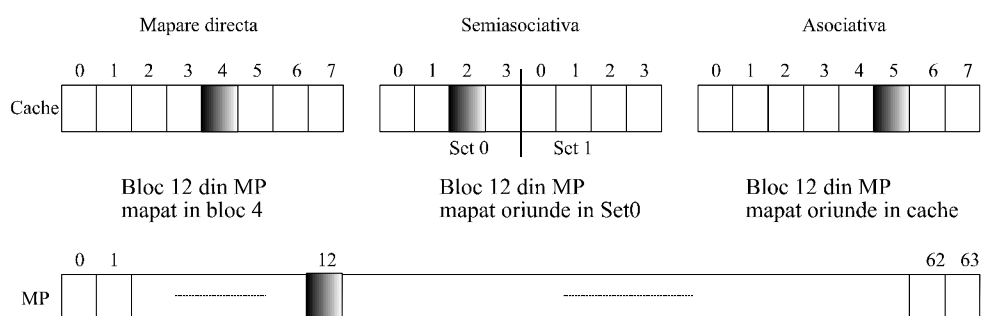 Mapare directa Semiasociativa Asociativa
0 1 2 3 4 5 6 7 0 1 2 3 0 1 2 3 0 1 2 3 4 5 6 7
Cache
Set 0 Set 1
Bloc 12 din MP Bloc 12 din MP Bloc 12 din MP
mapat in bloc 4 mapat oriunde in Set0 mapat oriunde in cache
0 1 12 62 63
MP